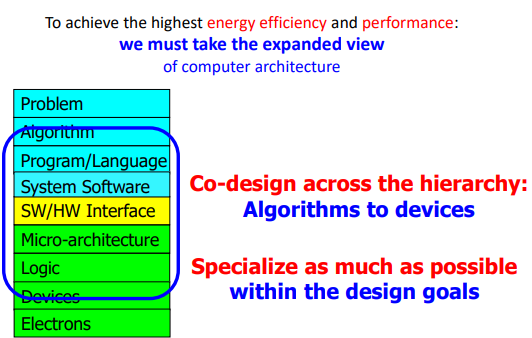 To achieve the highest energy efficiency and performance:
we must take the expanded view
of computer architecture
Problem
Algorithm
Program/Language
System Software
SW/HW Interface
Micro-architecture
Logic
Devices
Electrons
Co-design across the hierarchy:
Algorithms to devices
Specialize as much as possible
within the design goals